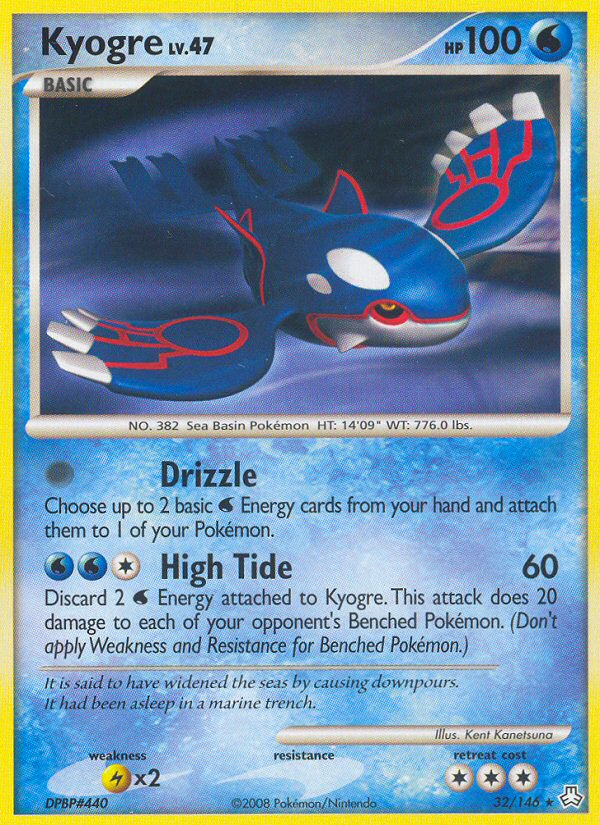 Kyogre LV.47
HP 100
BASIC
NO. 382 Sea Basin Pokémon HT: 14'09" WT: 776.0 lbs.
Drizzle
Choose up to 2 basic Energy cards from your hand and attach
them to 1 of your Pokémon.
High Tide 60
Discard 2 Energy attached to Kyogre. This attack does 20
damage to each of your opponent's Benched Pokémon. (Don't
apply Weakness and Resistance for Benched Pokémon.)
It is said to have widened the seas by causing downpours.
It had been asleep in a marine trench.
Illus. Kent Kanetsuna
weakness resistance retreat cost
x2
DPBP#440 ©2008 Pokémon/Nintendo 32/146 ★